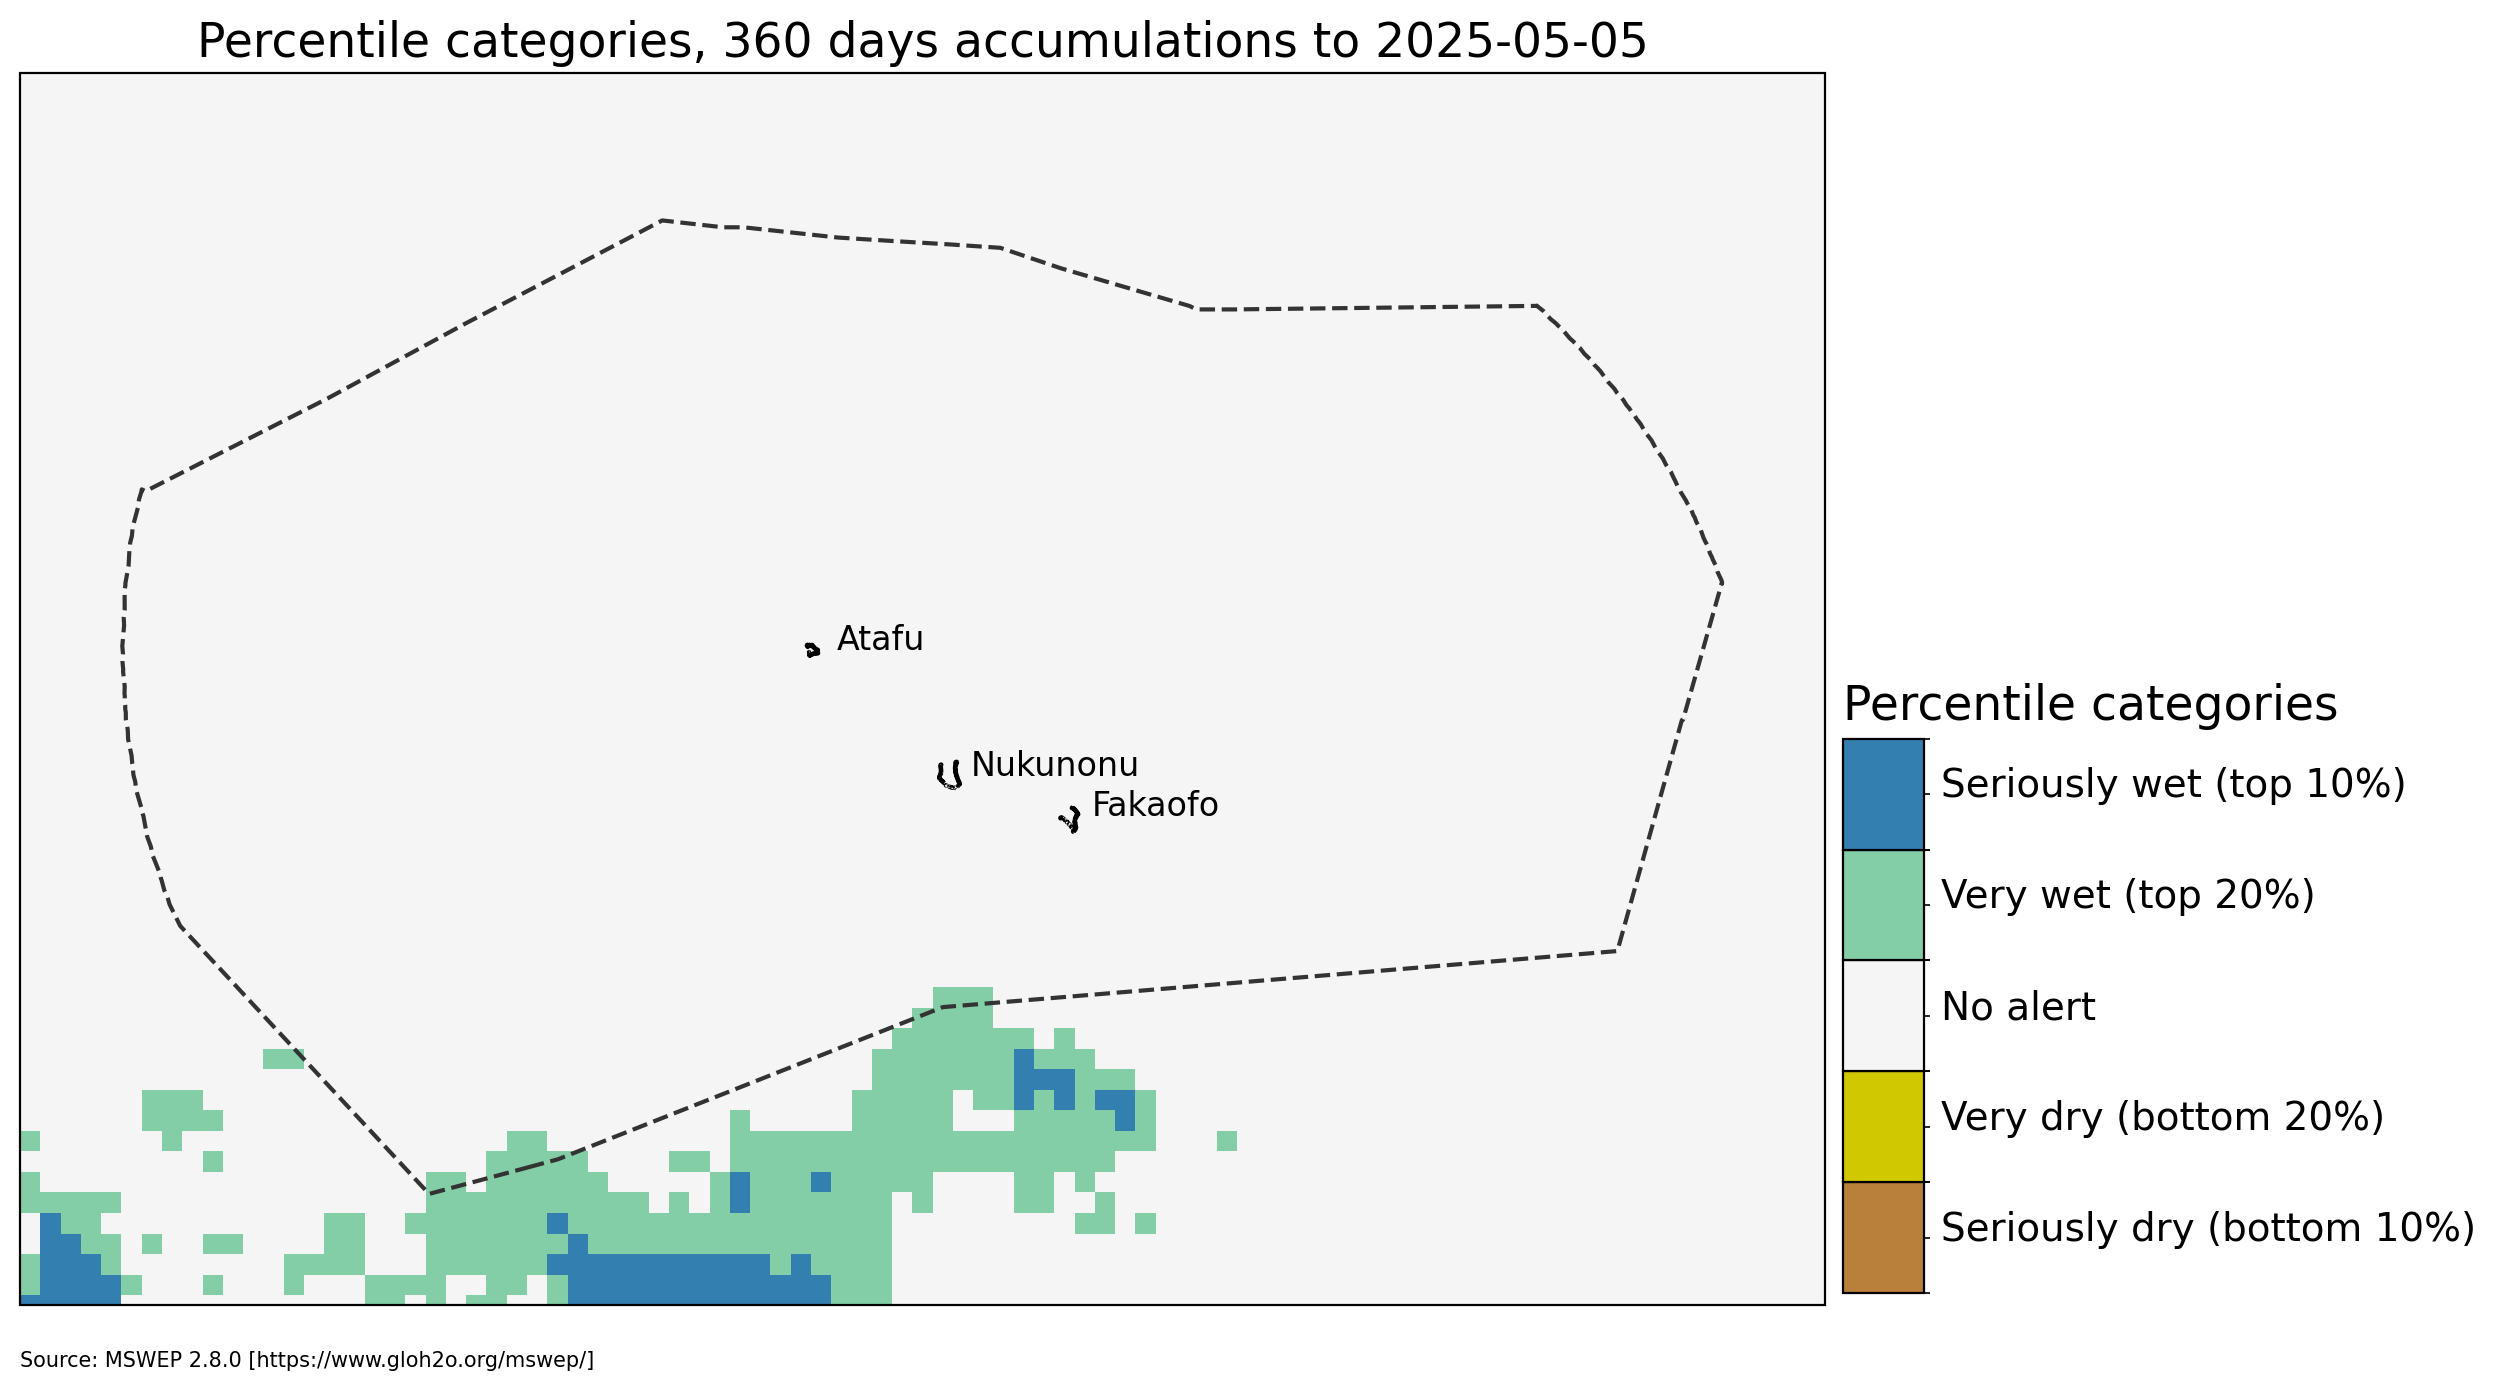 Percentile categories, 360 days accumulations to 2025-05-05
Atafu
Nukunonu
Fakaofo
Percentile categories
Seriously wet (top 10%)
Very wet (top 20%)
No alert
Very dry (bottom 20%)
Seriously dry (bottom 10%)
Source: MSWEP 2.8.0 [https://www.gloh2o.org/mswep/]